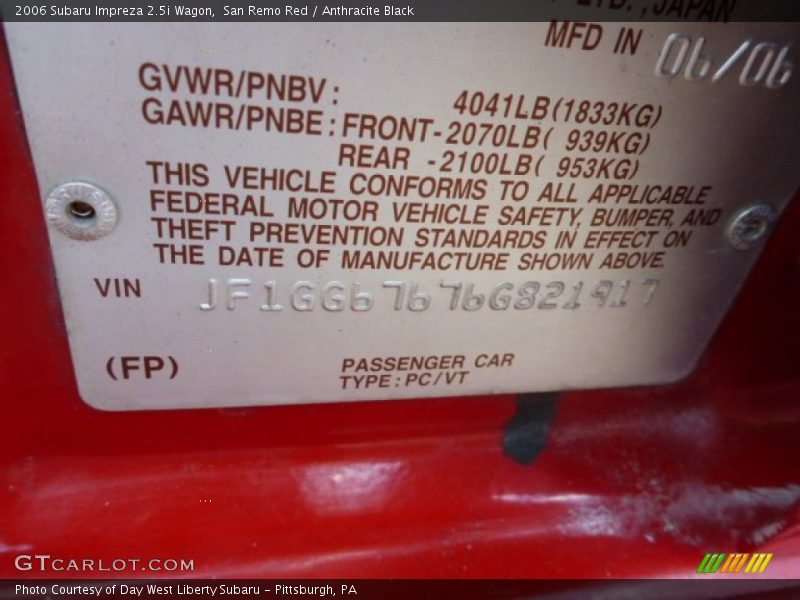 2006 Subaru Impreza 2.5i Wagon,  San Remo Red / Anthracite Black
LTD., JAPAN
MFD IN 06/06
GVWR/PNBV : 4041LB(1833KG)
GAWR/PNBE : FRONT-2070LB( 939KG)
REAR -2100LB( 953KG)
THIS VEHICLE CONFORMS TO ALL APPLICABLE
FEDERAL MOTOR VEHICLE SAFETY, BUMPER, AND
THEFT PREVENTION STANDARDS IN EFFECT ON
THE DATE OF MANUFACTURE SHOWN ABOVE.
VIN JF1GG67676G821917
(FP) PASSENGER CAR
TYPE : PC/VT
GTCARLOT.COM
Photo Courtesy of Day West Liberty Subaru - Pittsburgh, PA